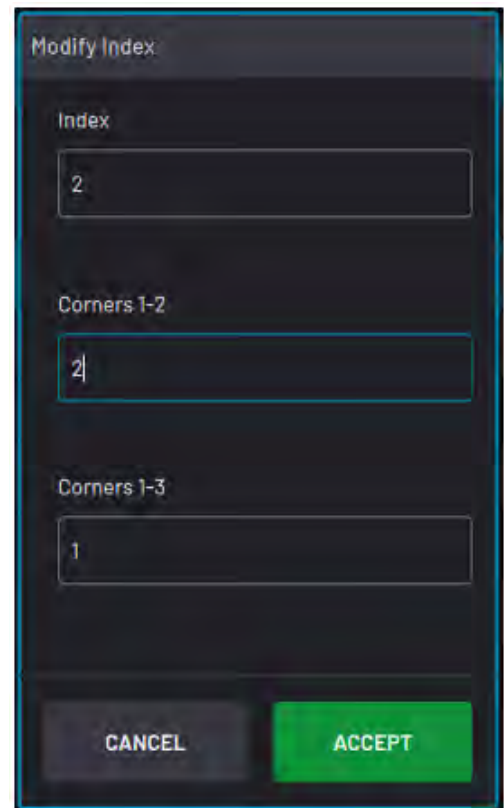 Modify Index
Index
2
Corners 1-2
2
Corners 1-3
1
CANCEL ACCEPT